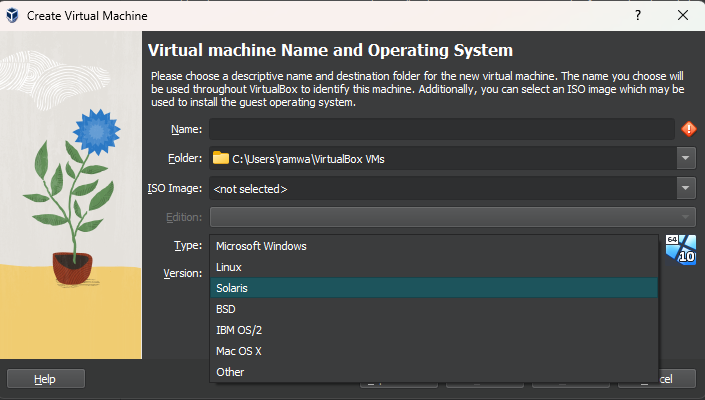 Create Virtual Machine
?
Virtual machine Name and Operating System
Please choose a descriptive name and destination folder for the new virtual machine. The name you choose will
be used throughout VirtualBox to identify this machine. Additionally, you can select an ISO image which may be
used to install the guest operating system.
Name:
Folder: C:\Users\ramwa\VirtualBox VMs
ISO Image: <not selected>
Edition:
Type:
64
10
Microsoft Windows
Linux
Version:
Solaris
BSD
IBM OS/2
Mac OS X
Other
Help